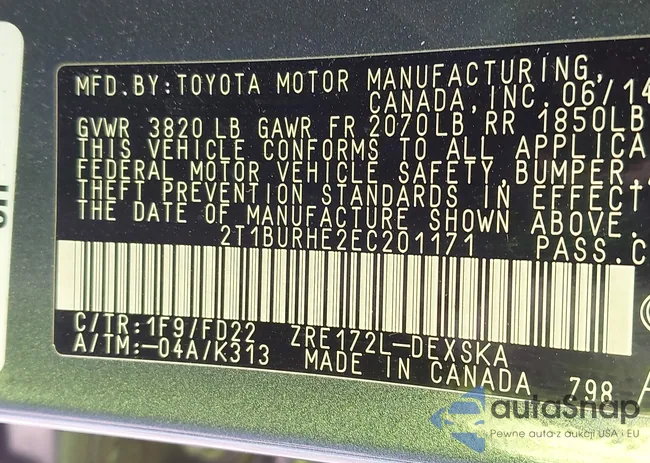 MFD.BY:TOYOTA MOTOR MANUFACTURING,
CANADA, INC. 06/14
GVWR 3820 LB GAWR FR 2070LB RR 1850LB
THIS VEHICLE CONFORMS TO ALL APPLICA
FEDERAL MOTOR VEHICLE SAFETY, BUMPER,
THEFT PREVENTION STANDARDS IN EFFECT
THE DATE OF MANUFACTURE SHOWN ABOVE.
2T1BURHE2EC201171 PASS.C
C/TR:1F9/FD22 ZRE172L-DEXSKA
A/TM:-04A/K313 MADE IN CANADA 798 A
autaSnap
Pewne auta z aukcji USA i EU